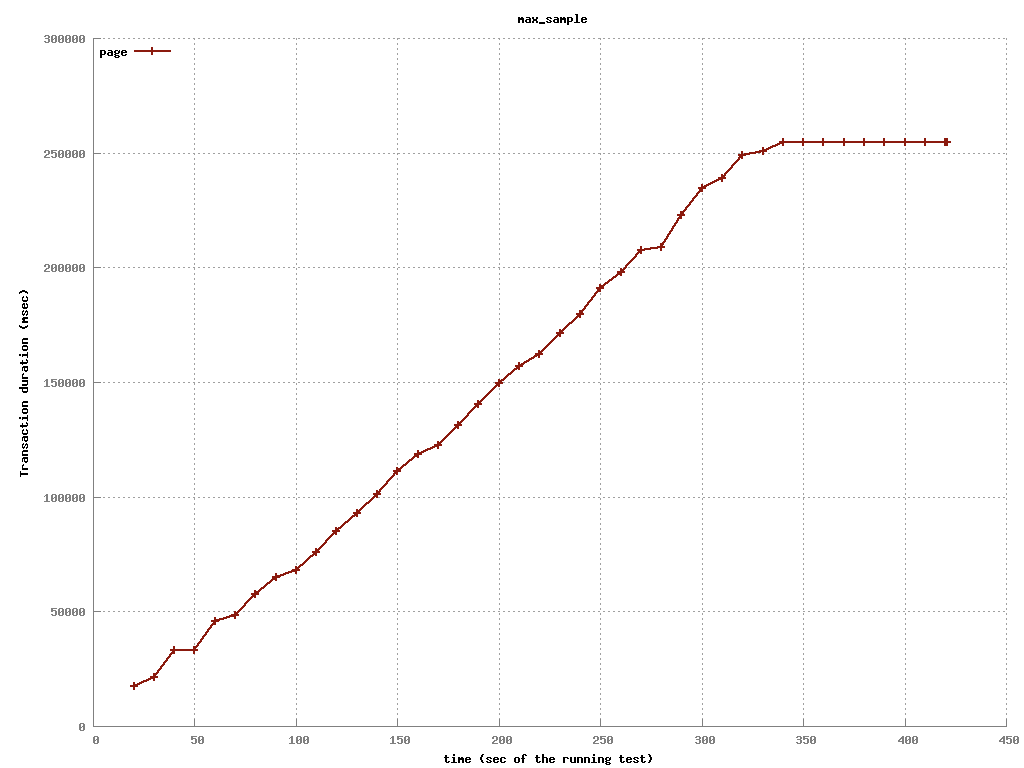 max_sample
300000
page
250000
200000
150000
100000
50000
0
Transaction duration (msec)
0 50 100 150 200 250 300 350 400 450
time (sec of the running test)